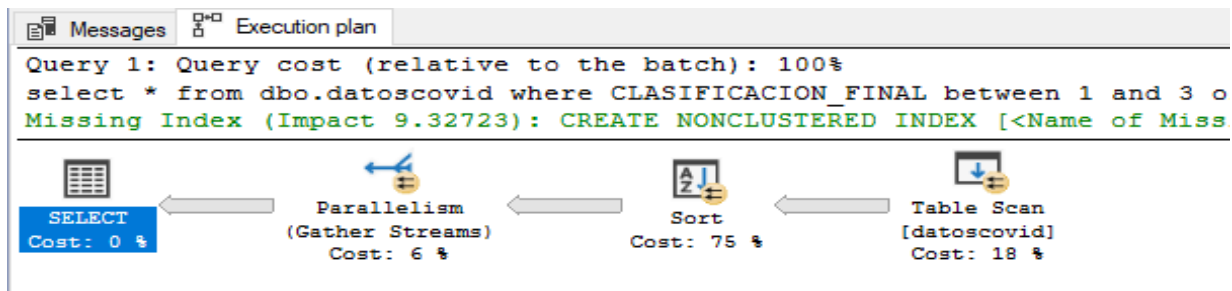 Messages Execution plan
Query 1: Query cost (relative to the batch): 100%
select * from dbo.datoscovid where CLASIFICACION_FINAL between 1 and 3 o
Missing Index (Impact 9.32723): CREATE NONCLUSTERED INDEX [<Name of Miss
SELECT
Cost: 0 %
Parallelism
(Gather Streams)
Cost: 6 %
Sort
Cost: 75 %
Table Scan
[datoscovid]
Cost: 18 %